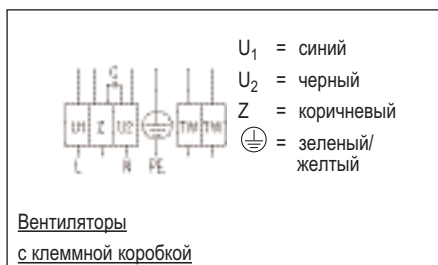 U₁ = синий
U₂ = черный
Z = коричневый
= зеленый/
желтый
C
U1 Z U2 TW TW
L N PE
Вентиляторы
с клеммной коробкой